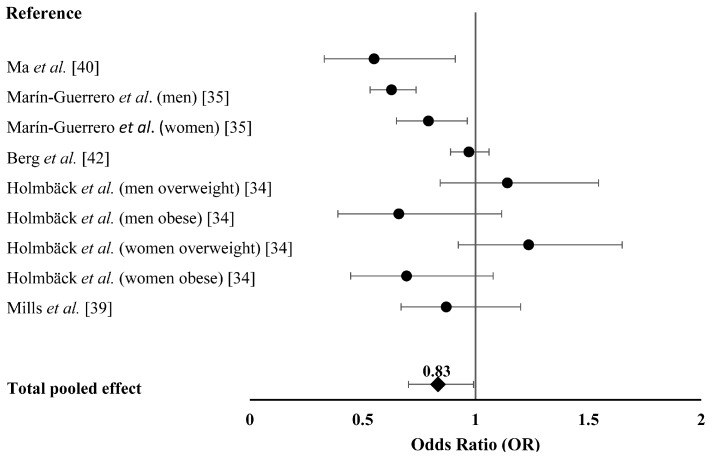 Reference
Ma et al. [40]
Marín-Guerrero et al. (men) [35]
Marín-Guerrero et al. (women) [35]
Berg et al. [42]
Holmbäck et al. (men overweight) [34]
Holmbäck et al. (men obese) [34]
Holmbäck et al. (women overweight) [34]
Holmbäck et al. (women obese) [34]
Mills et al. [39]
0.83
Total pooled effect
0 0.5 1 1.5 2
Odds Ratio (OR)